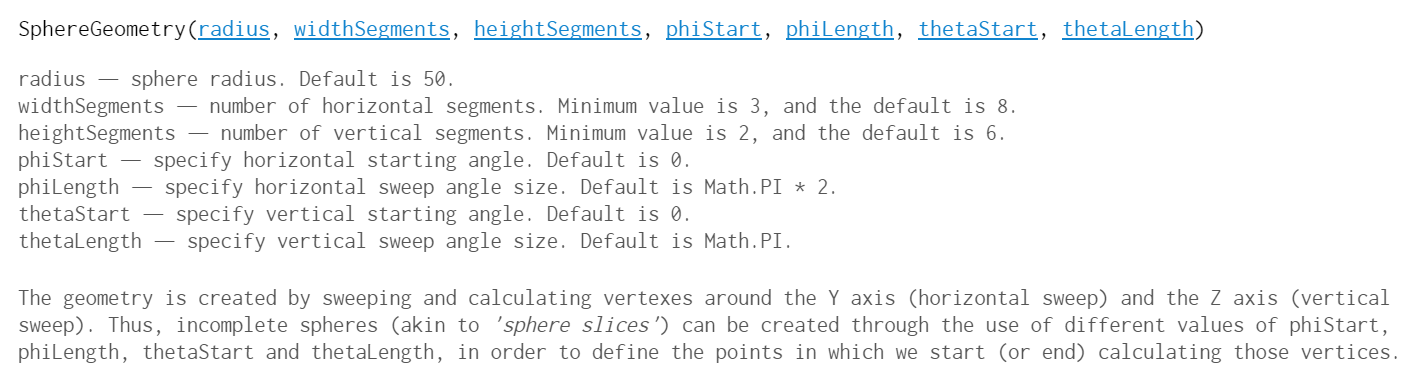 SphereGeometry(radius, widthSegments, heightSegments, phiStart, phiLength, thetaStart, thetaLength)
radius — sphere radius. Default is 50.
widthSegments — number of horizontal segments. Minimum value is 3, and the default is 8.
heightSegments — number of vertical segments. Minimum value is 2, and the default is 6.
phiStart — specify horizontal starting angle. Default is 0.
phiLength — specify horizontal sweep angle size. Default is Math.PI * 2.
thetaStart — specify vertical starting angle. Default is 0.
thetaLength — specify vertical sweep angle size. Default is Math.PI.
The geometry is created by sweeping and calculating vertexes around the Y axis (horizontal sweep) and the Z axis (vertical
sweep). Thus, incomplete spheres (akin to 'sphere slices') can be created through the use of different values of phiStart,
phiLength, thetaStart and thetaLength, in order to define the points in which we start (or end) calculating those vertices.